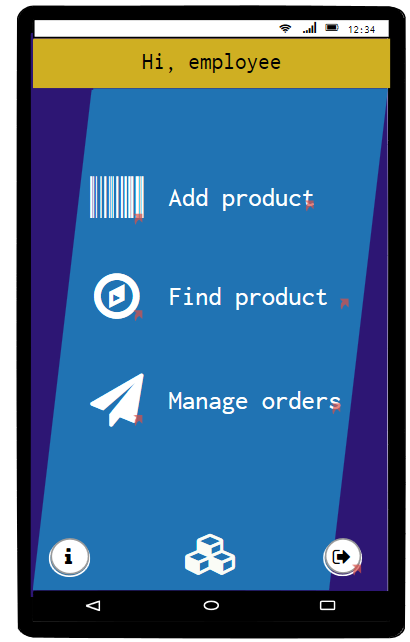 12:34
Hi, employee
Add product
Find product
Manage orders
i